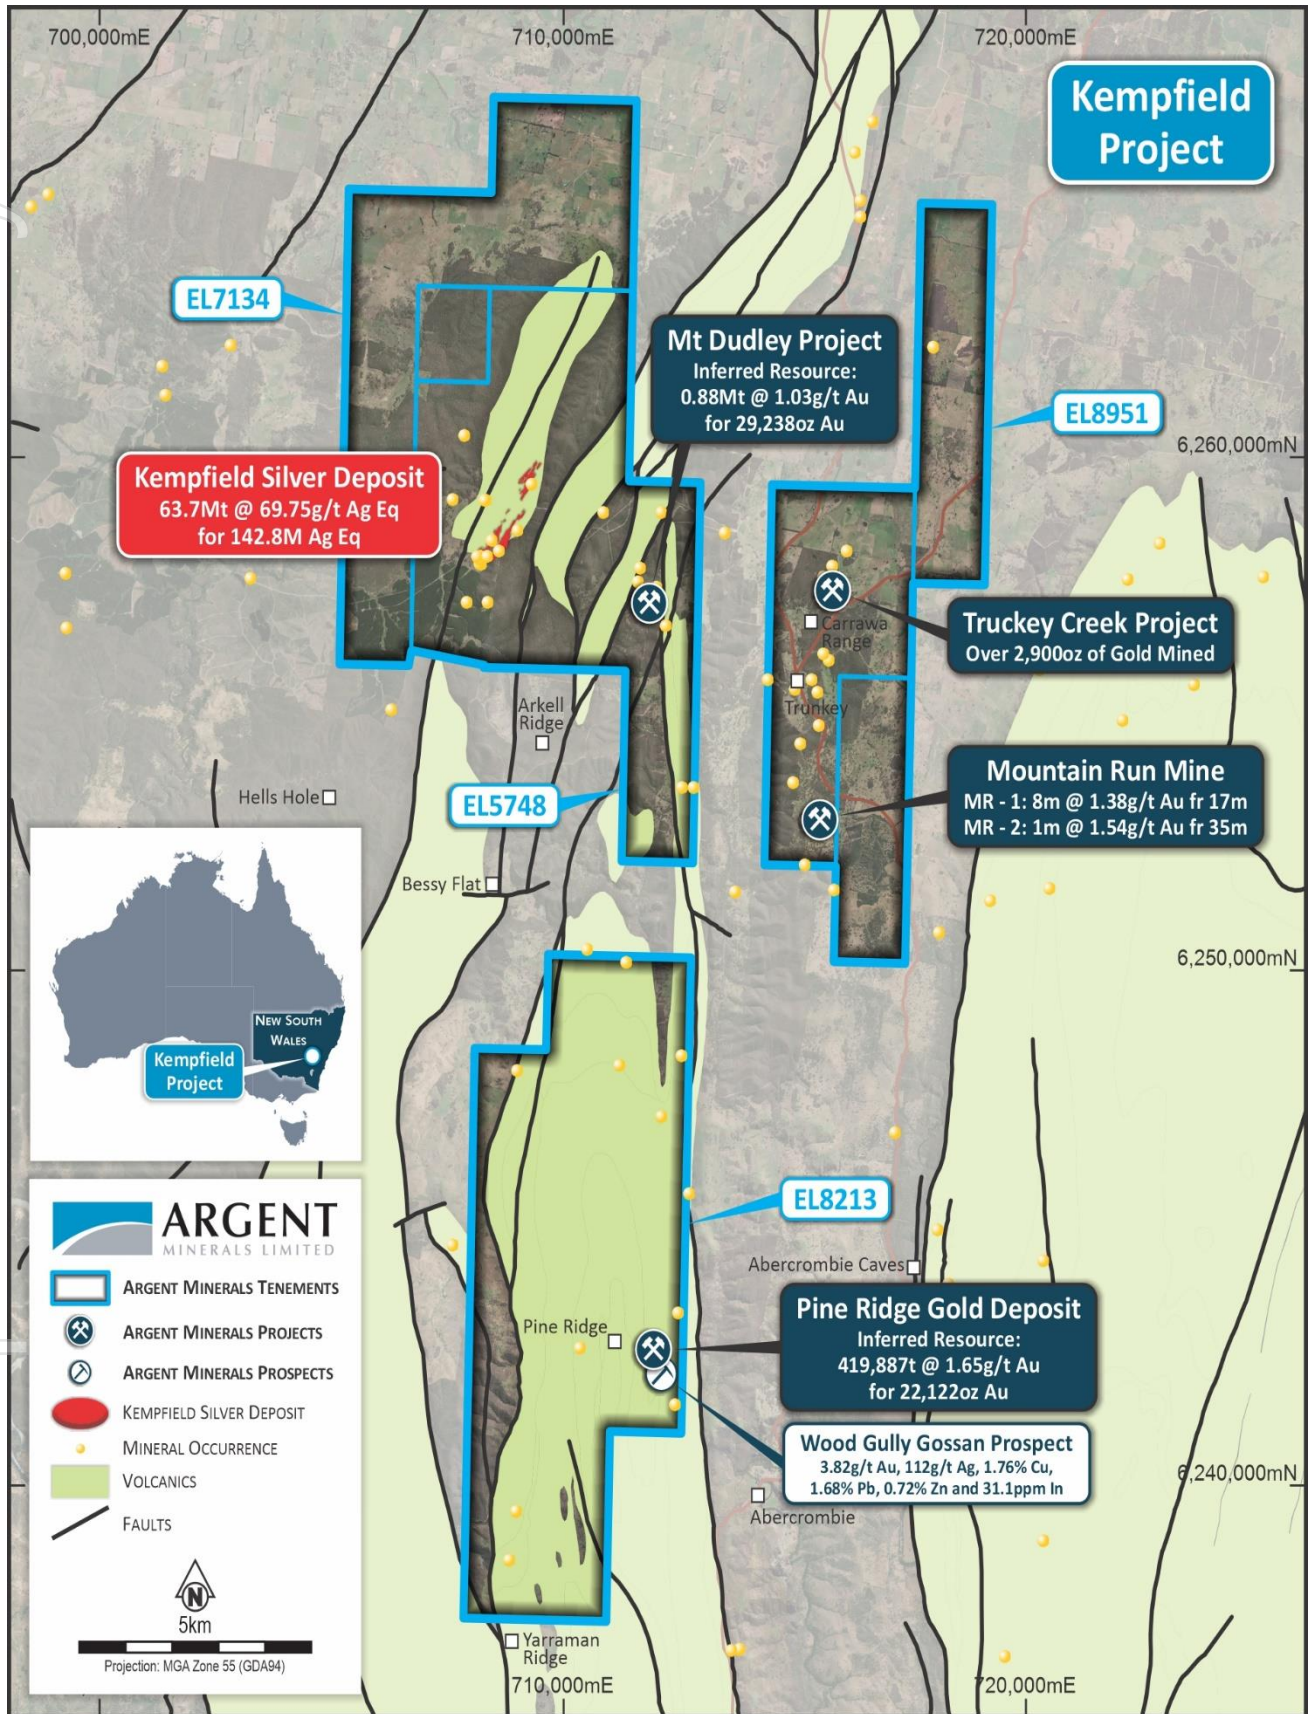 700,000mE
710,000mE
720,000mE
Kempfield
Project
EL7134
Mt Dudley Project
Inferred Resource:
0.88Mt @ 1.03g/t Au
for 29,238oz Au
EL8951
6,260,000mN
Kempfield Silver Deposit
63.7Mt @ 69.75g/t Ag Eq
for 142.8M Ag Eq
Carrawa
Range
Truckey Creek Project
Over 2,900oz of Gold Mined
Trunkey
Arkell
Ridge
Mountain Run Mine
MR - 1: 8m @ 1.38g/t Au fr 17m
MR - 2: 1m @ 1.54g/t Au fr 35m
Hells Hole
EL5748
Bessy Flat
6,250,000mN
NEW SOUTH
WALES
Kempfield
Project
EL8213
Abercrombie Caves
Pine Ridge Gold Deposit
Inferred Resource:
419,887t @ 1.65g/t Au
for 22,122oz Au
Pine Ridge
Wood Gully Gossan Prospect
3.82g/t Au, 112g/t Ag, 1.76% Cu,
1.68% Pb, 0.72% Zn and 31.1ppm In
6,240,000mN
Abercrombie
Yarraman
Ridge
710,000mE
720,000mE
ARGENT
MINERALS LIMITED
ARGENT MINERALS TENEMENTS
ARGENT MINERALS PROJECTS
ARGENT MINERALS PROSPECTS
KEMPFIELD SILVER DEPOSIT
MINERAL OCCURRENCE
VOLCANICS
FAULTS
N
5km
Projection: MGA Zone 55 (GDA94)